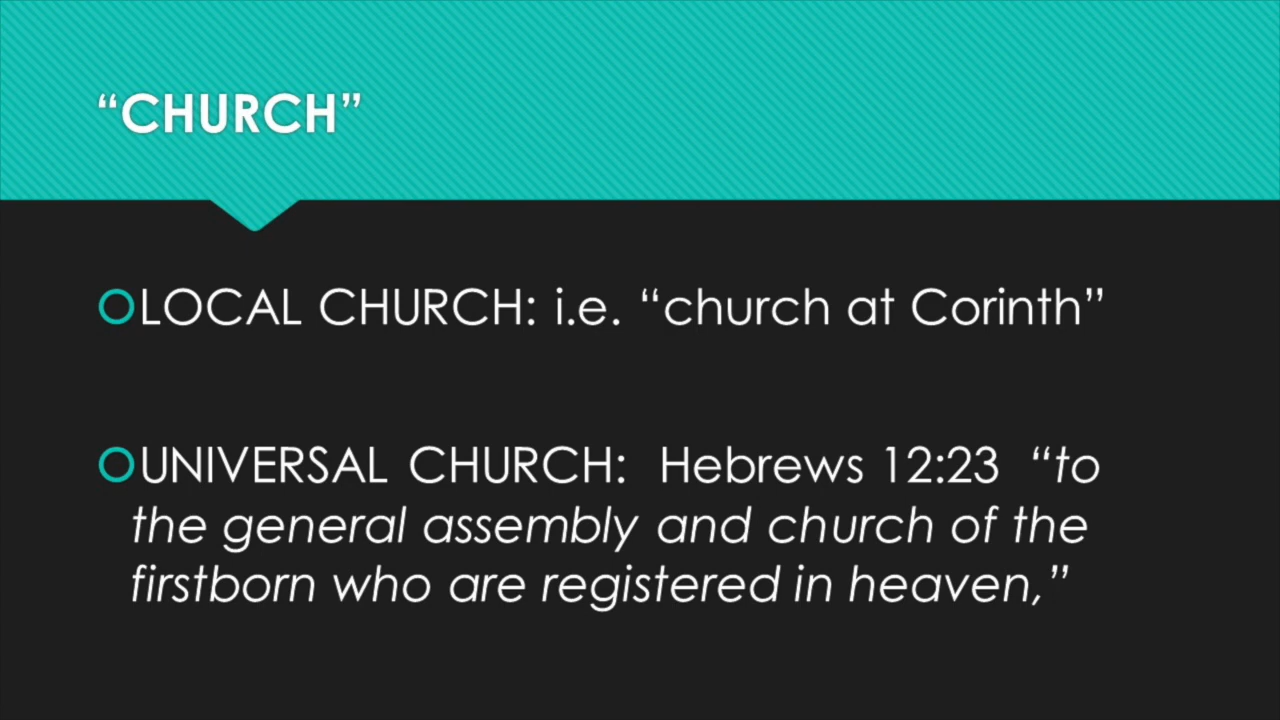 “CHURCH”
LOCAL CHURCH: i.e. “church at Corinth”
UNIVERSAL CHURCH: Hebrews 12:23 “to
the general assembly and church of the
firstborn who are registered in heaven,”